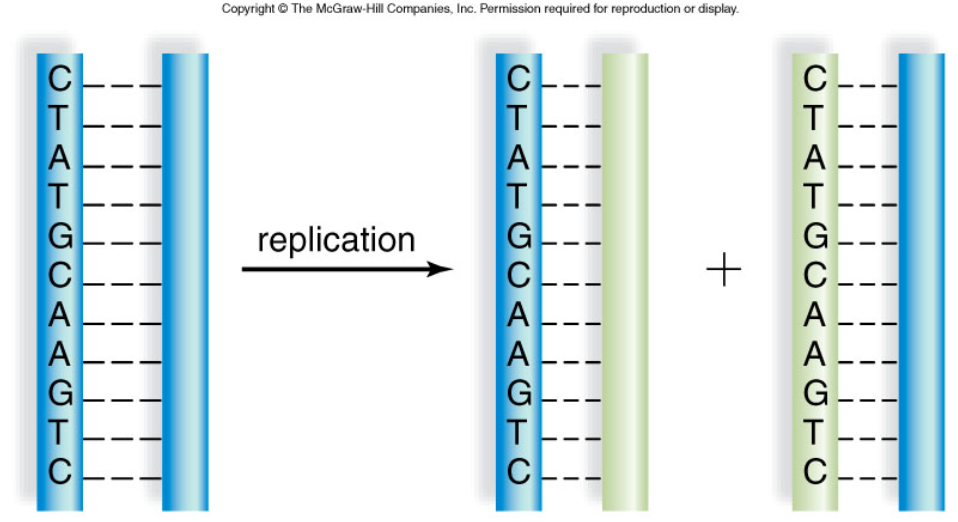 Copyright © The McGraw-Hill Companies, Inc. Permission required for reproduction or display.
C C C
T T T
A A A
T T T
replication
G G G
C + C C
A A A
A A A
G G G
T T T
C C C